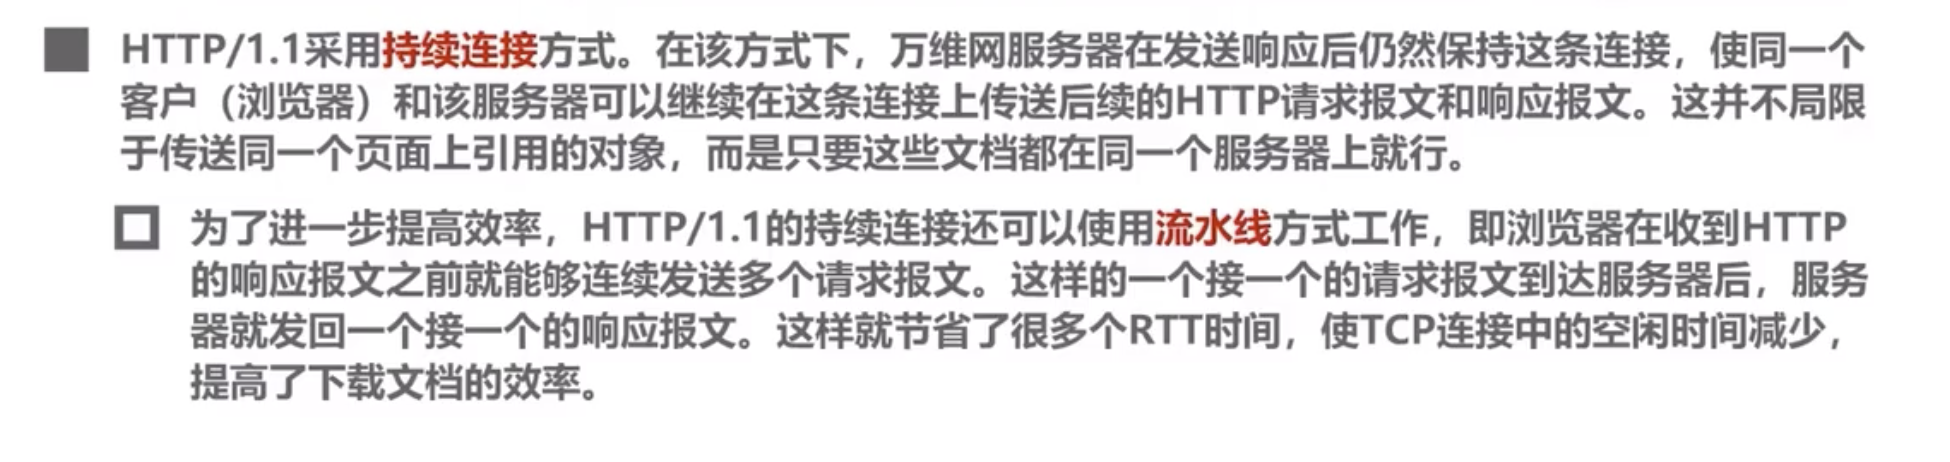 HTTP/1.1采用持续连接方式。在该方式下，万维网服务器在发送响应后仍然保持这条连接，使同一个
客户（浏览器）和该服务器可以继续在这条连接上传送后续的HTTP请求报文和响应报文。这并不局限
于传送同一个页面上引用的对象，而是只要这些文档都在同一个服务器上就行。
为了进一步提高效率，HTTP/1.1的持续连接还可以使用流水线方式工作，即浏览器在收到HTTP
的响应报文之前就能够连续发送多个请求报文。这样的一个接一个的请求报文到达服务器后，服务
器就发回一个接一个的响应报文。这样就节省了很多个RTT时间，使TCP连接中的空闲时间减少，
提高了下载文档的效率。